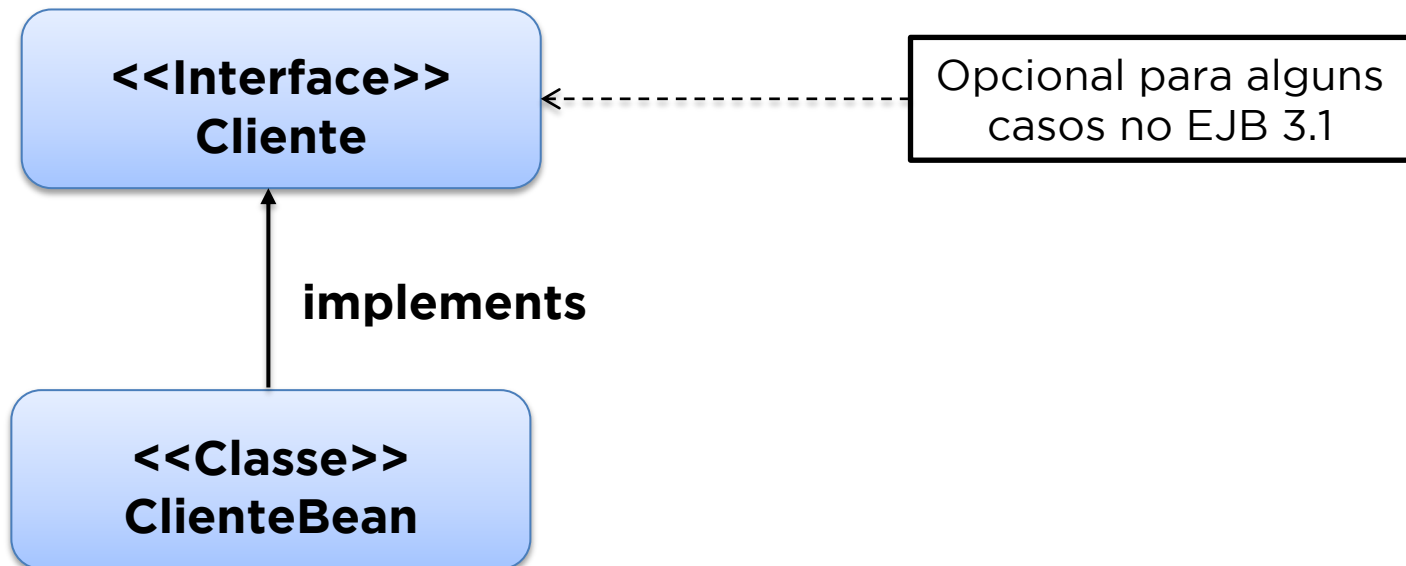 <<Interface>>
Cliente
Opcional para alguns
casos no EJB 3.1
implements
<<Classe>>
ClienteBean